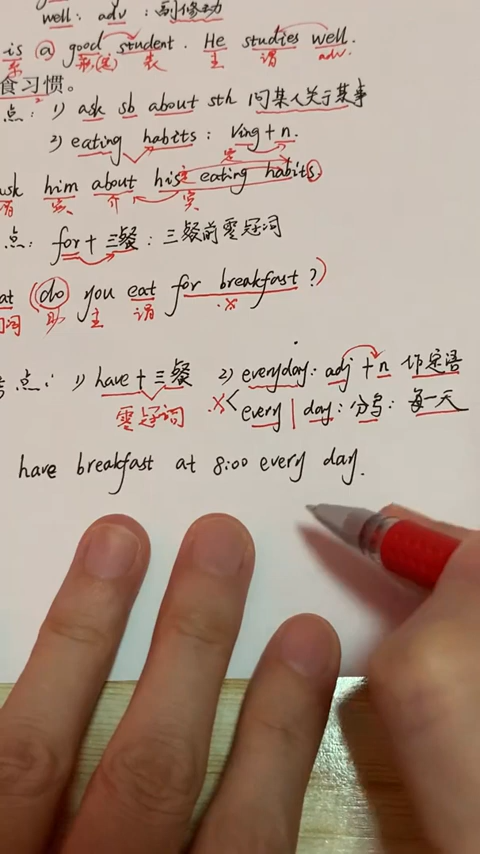 well: adv : 副修动
is ⓐ good student. He studies well.
系 表 主 谓 adv.
食习惯。
点: 1) ask sb about sth 问某人关于某事
2) eating habits : Ving + n.
定
ask him about his eating habits.
谓 宾 介 宾 定
点: for + 三餐 : 三餐前零冠词
at (do) you eat for breakfast ?
词 助 主 谓
考点: 1) have + 三餐 2) everyday: adj + n 作定语
零冠词 every | day: 分写: 每一天
have breakfast at 8:00 every day.